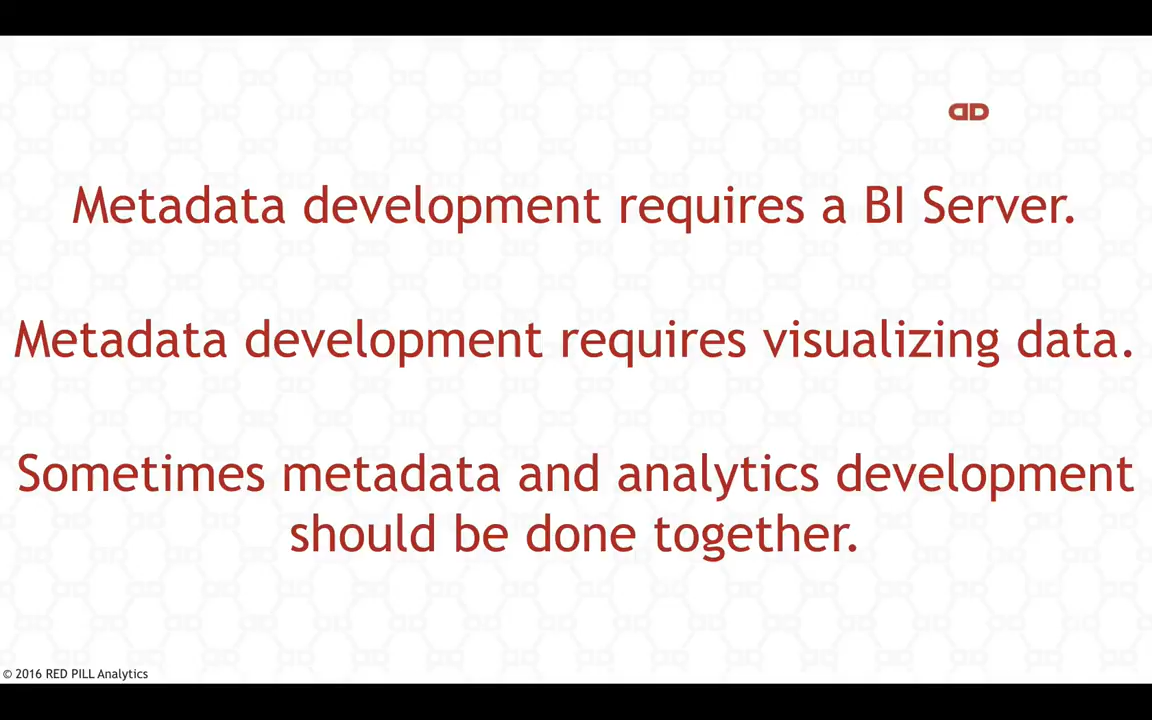 Metadata development requires a BI Server.
Metadata development requires visualizing data.
Sometimes metadata and analytics development
should be done together.
© 2016 RED PILL Analytics